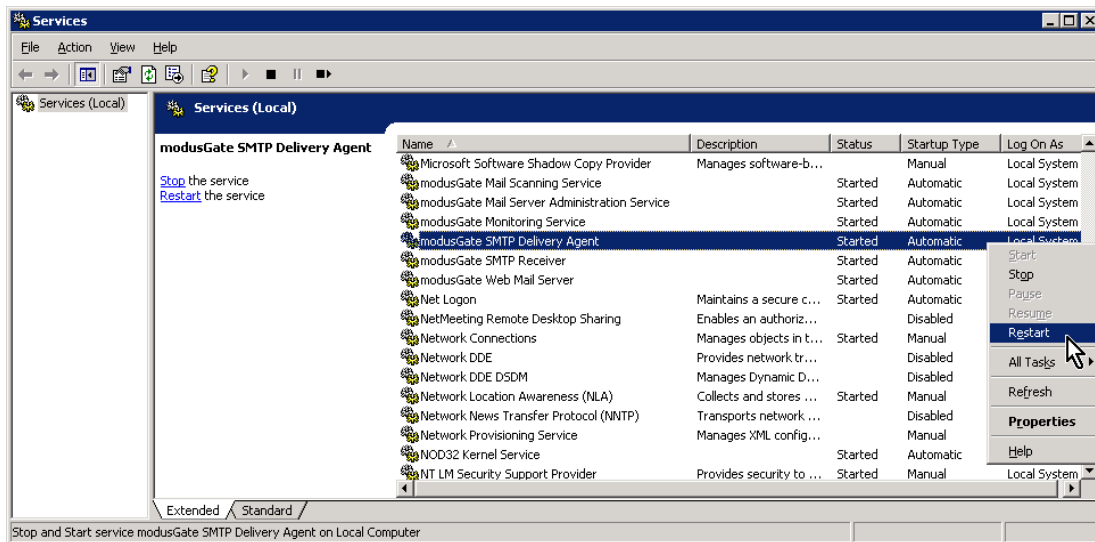 Services
File Action View Help
Services (Local)
Services (Local)
modusGate SMTP Delivery Agent
Stop the service
Restart the service
Name Description Status Startup Type Log On As
Microsoft Software Shadow Copy Provider Manages software-b... Manual Local System
modusGate Mail Scanning Service Started Automatic Local System
modusGate Mail Server Administration Service Started Automatic Local System
modusGate Monitoring Service Started Automatic Local System
modusGate SMTP Delivery Agent Started Automatic Local System
modusGate SMTP Receiver Started Automatic
modusGate Web Mail Server Started Automatic
Net Logon Maintains a secure c... Started Automatic
NetMeeting Remote Desktop Sharing Enables an authoriz... Disabled
Network Connections Manages objects in t... Started Manual
Network DDE Provides network tr... Disabled
Network DDE DSDM Manages Dynamic D... Disabled
Network Location Awareness (NLA) Collects and stores ... Started Manual
Network News Transfer Protocol (NNTP) Transports network ... Disabled
Network Provisioning Service Manages XML config... Manual
NOD32 Kernel Service Started Automatic
NT LM Security Support Provider Provides security to ... Started Manual Local System
Start
Stop
Pause
Resume
Restart
All Tasks
Refresh
Properties
Help
Extended Standard
Stop and Start service modusGate SMTP Delivery Agent on Local Computer